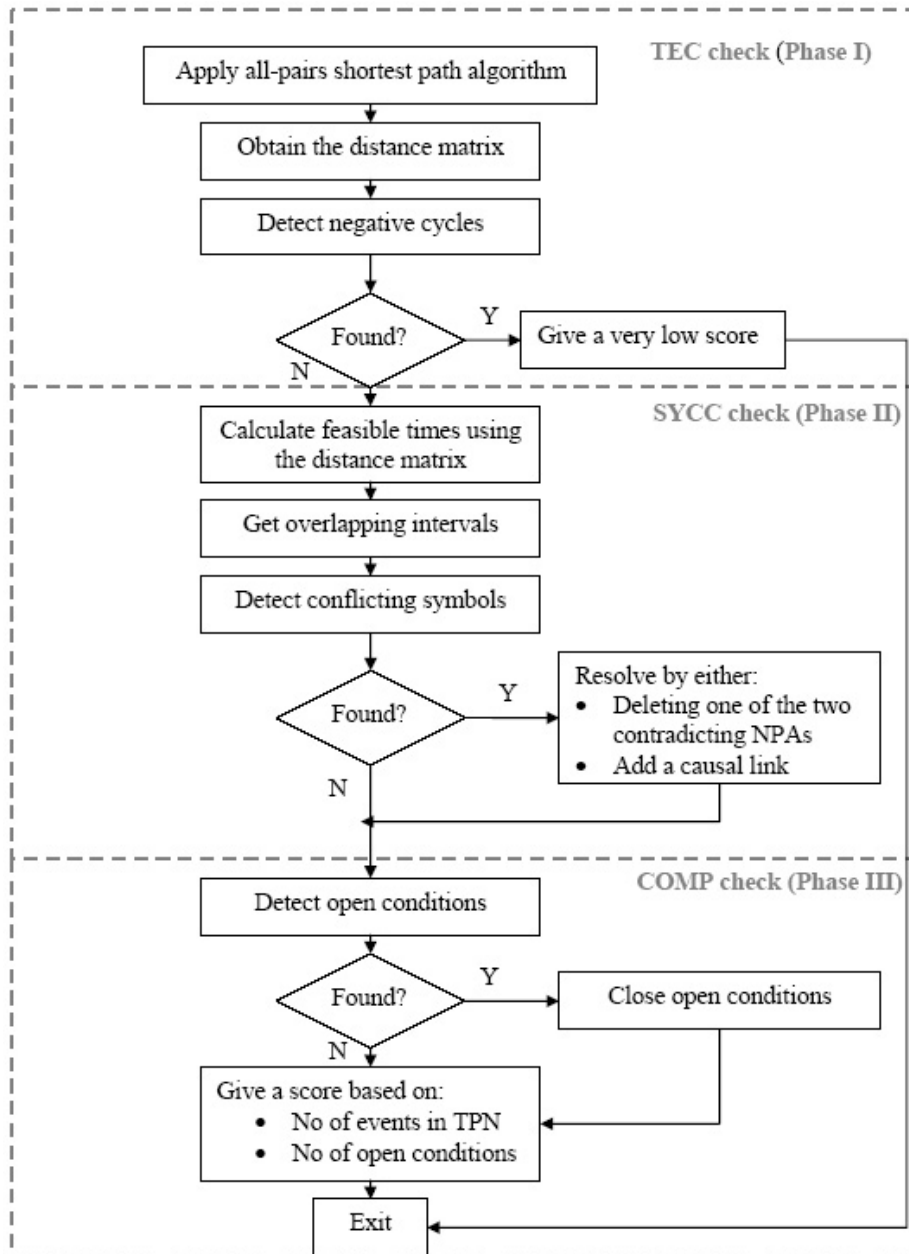 TEC check (Phase I)
Apply all-pairs shortest path algorithm
Obtain the distance matrix
Detect negative cycles
Found?
Y
Give a very low score
N
SYCC check (Phase II)
Calculate feasible times using
the distance matrix
Get overlapping intervals
Detect conflicting symbols
Found?
Y
Resolve by either:
• Deleting one of the two
contradicting NPAs
• Add a causal link
N
COMP check (Phase III)
Detect open conditions
Found?
Y
Close open conditions
N
Give a score based on:
• No of events in TPN
• No of open conditions
Exit